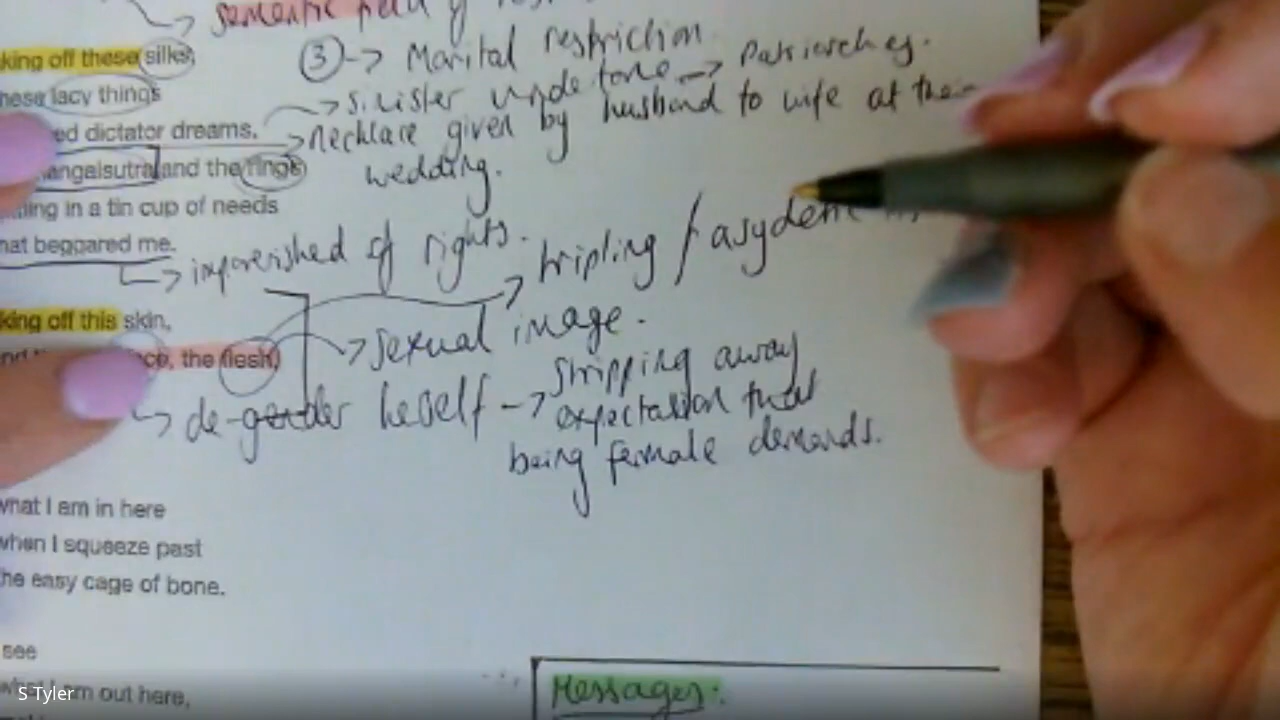 semantic field of
king off these silks,
③-> Marital restriction
hese lacy things
-> sinister undetone -> Patriarchy.
ed dictator dreams,
-> necklace given by husband to wife at their
wedding.
angalsutra and the rings
ling in a tin cup of needs
hat beggared me.
-> impoverished of rights.
-> tripling / asydent
king off this skin,
-> sexual image.
ce, the flesh,
-> de-gender herself -> stripping away
expectation that
being female demands.
what I am in here
when I squeeze past
he easy cage of bone.
see
what I am out here,
Messages:
S Tyler